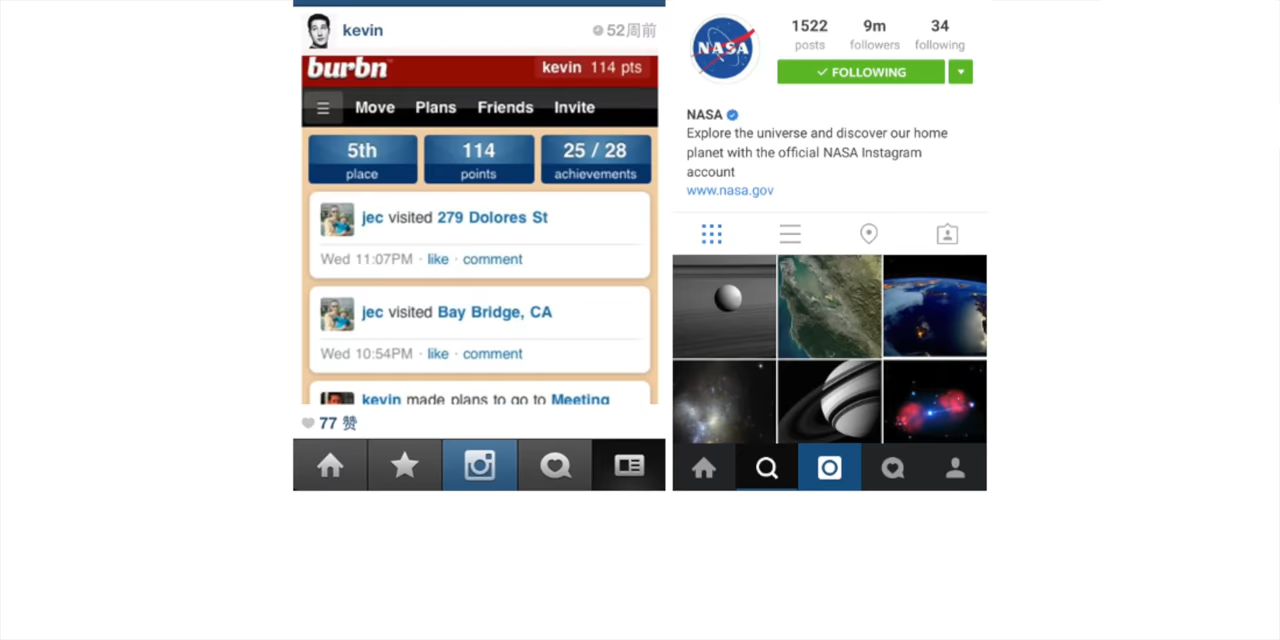 kevin
52周前
burbn
kevin 114 pts
Move Plans Friends Invite
5th
place
114
points
25 / 28
achievements
jec visited 279 Dolores St
Wed 11:07PM · like · comment
jec visited Bay Bridge, CA
Wed 10:54PM · like · comment
kevin made plans to go to Meeting
77 赞
NASA
1522
posts
9m
followers
34
following
FOLLOWING
NASA
Explore the universe and discover our home
planet with the official NASA Instagram
account
www.nasa.gov